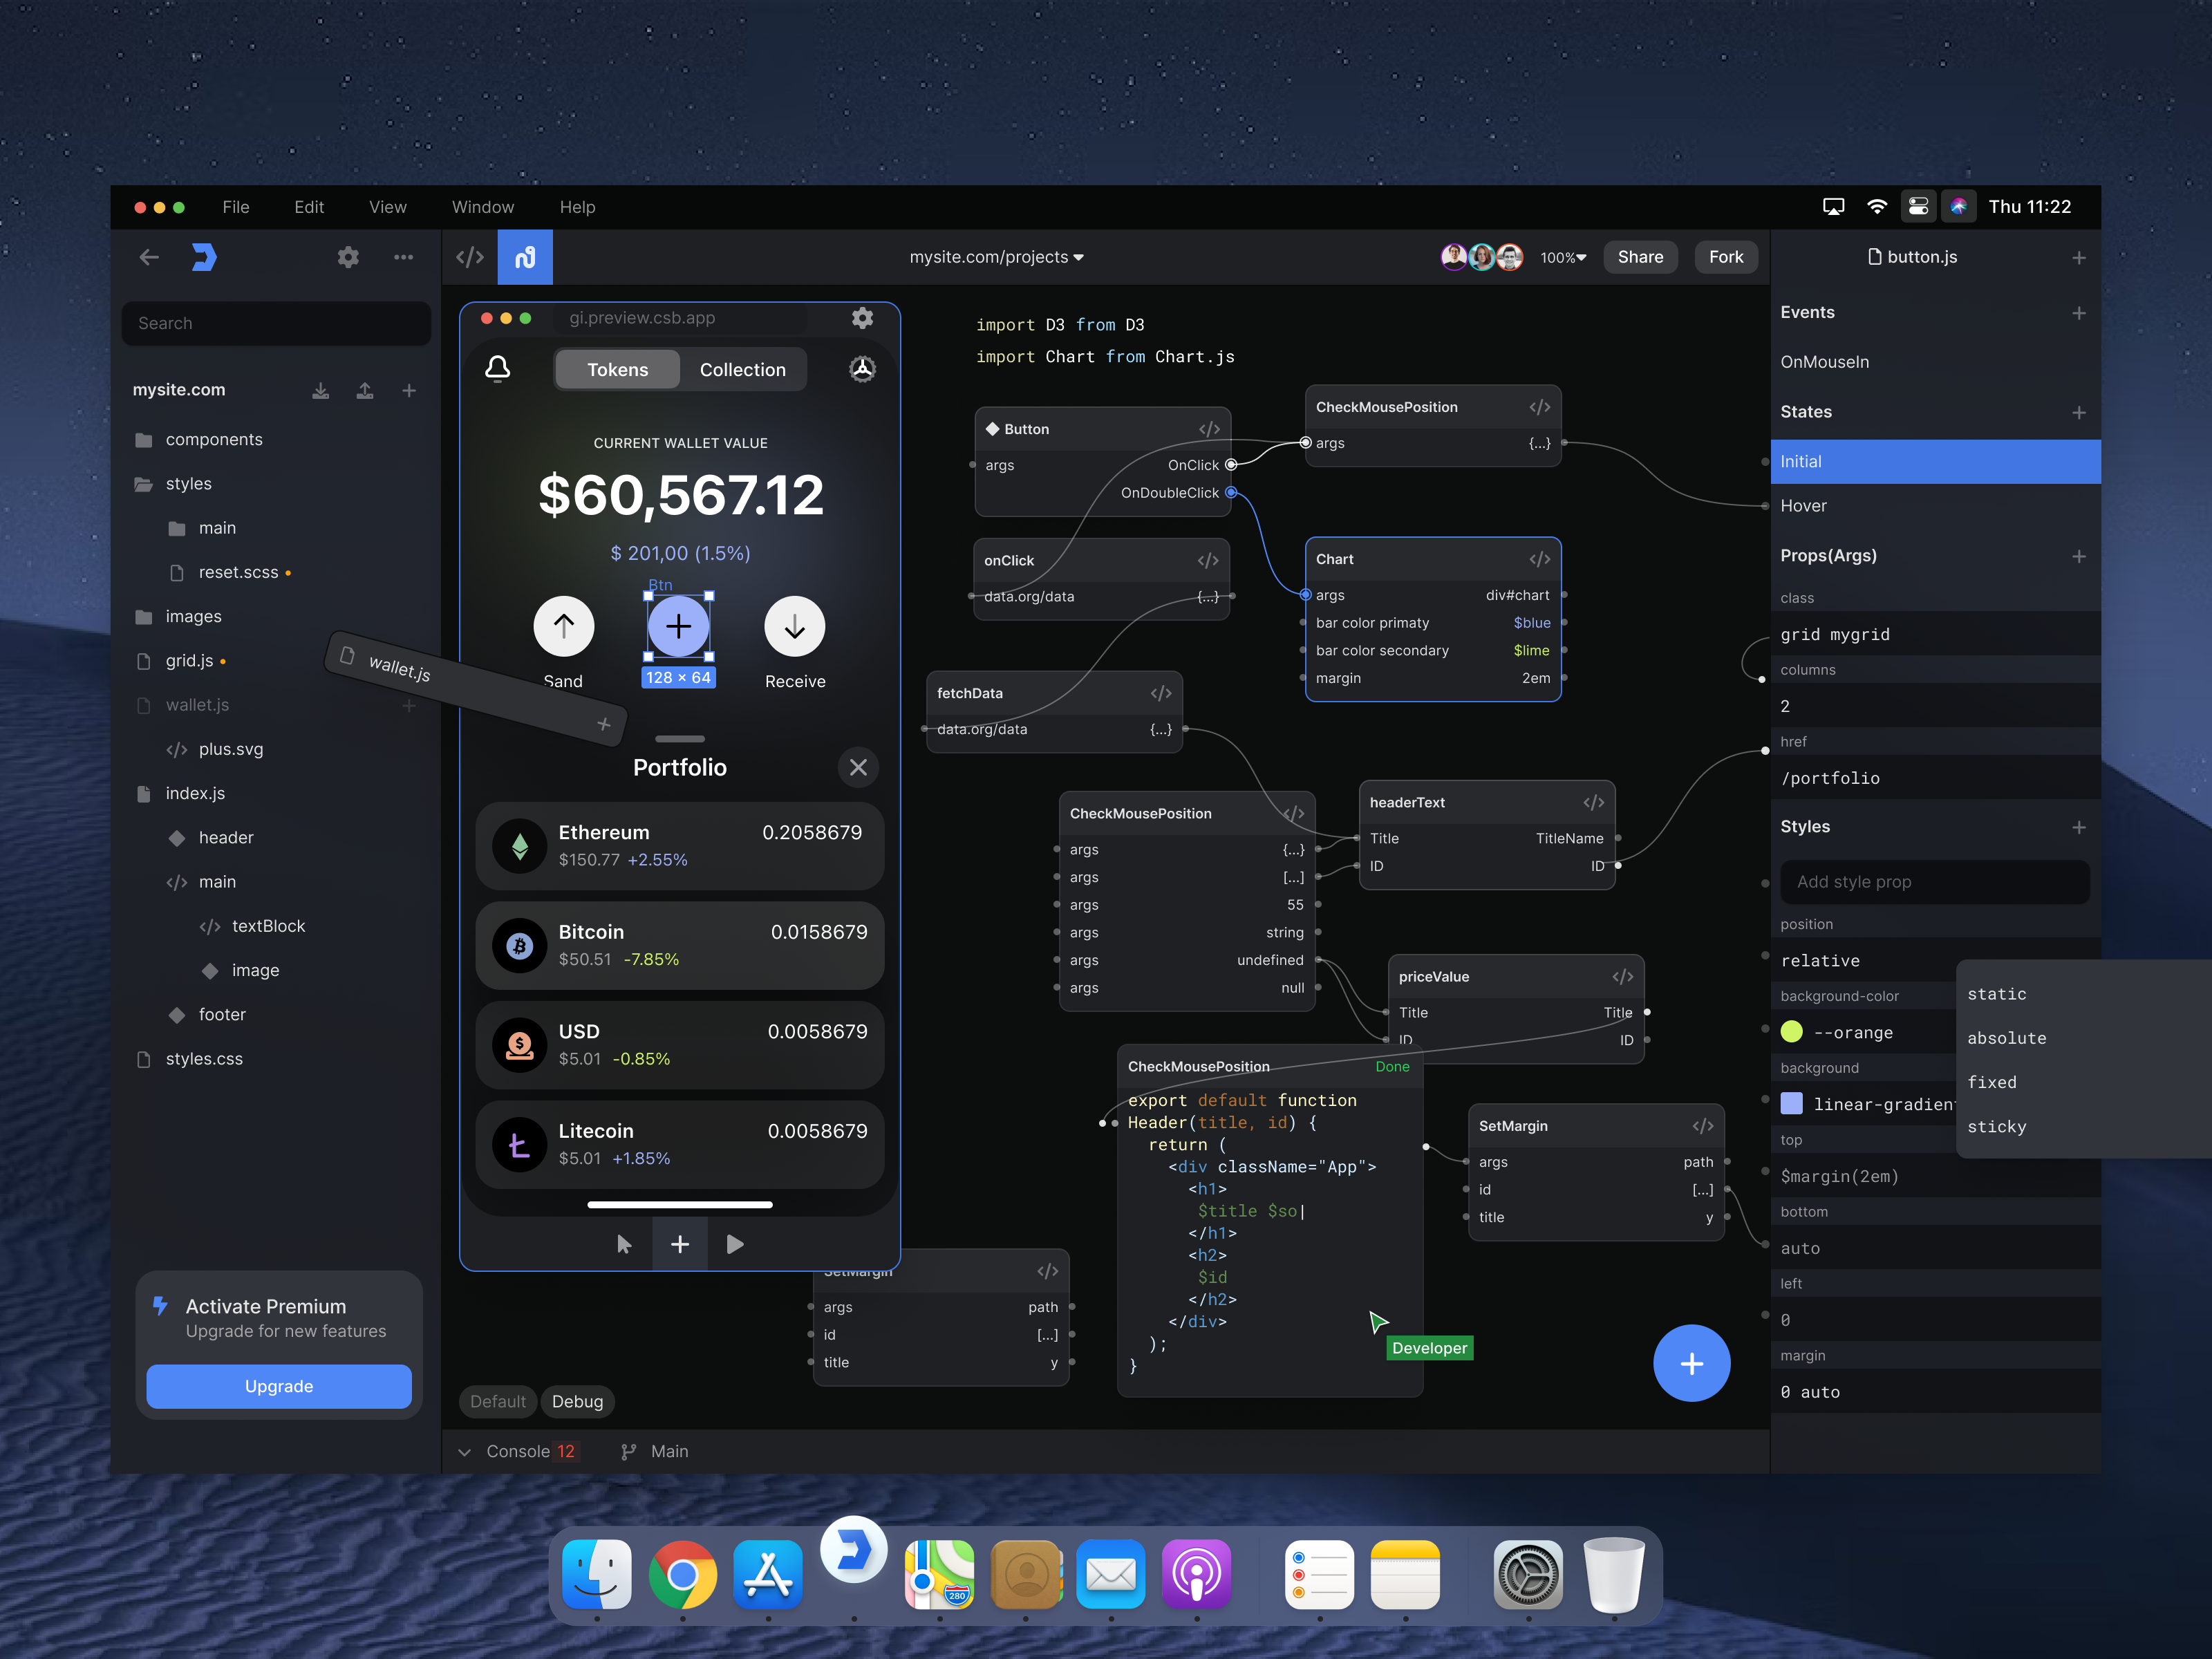 File Edit View Window Help
Thu 11:22
mysite.com/projects
100%
Share
Fork
button.js
Search
mysite.com
components
styles
main
reset.scss
images
grid.js
wallet.js
plus.svg
index.js
header
main
textBlock
image
footer
styles.css
Activate Premium
Upgrade for new features
Upgrade
wallet.js
gi.preview.csb.app
Tokens
Collection
CURRENT WALLET VALUE
$60,567.12
$ 201,00 (1.5%)
Btn
128 × 64
Sand
Receive
Portfolio
Ethereum 0.2058679
$150.77 +2.55%
Bitcoin 0.0158679
$50.51 -7.85%
USD 0.0058679
$5.01 -0.85%
Litecoin 0.0058679
$5.01 +1.85%
Default
Debug
Console 12
Main
import D3 from D3
import Chart from Chart.js
Button
args OnClick
OnDoubleClick
CheckMousePosition
args {...}
onClick
data.org/data {...}
Chart
args div#chart
bar color primaty $blue
bar color secondary $lime
margin 2em
fetchData
data.org/data {...}
CheckMousePosition
args {...}
args [...]
args 55
args string
args undefined
args null
headerText
Title TitleName
ID ID
priceValue
Title Title
ID ID
CheckMousePosition Done
export default function
Header(title, id) {
return (
<div className="App">
<h1>
$title $so|
</h1>
<h2>
$id
</h2>
</div>
);
}
Developer
SetMargin
args path
id [...]
title y
SetMargin
args path
id [...]
title y
Events
OnMouseIn
States
Initial
Hover
Props(Args)
class
grid mygrid
columns
2
href
/portfolio
Styles
Add style prop
position
relative
background-color
--orange
background
linear-gradien
top
$margin(2em)
bottom
auto
left
0
margin
0 auto
static
absolute
fixed
sticky
280